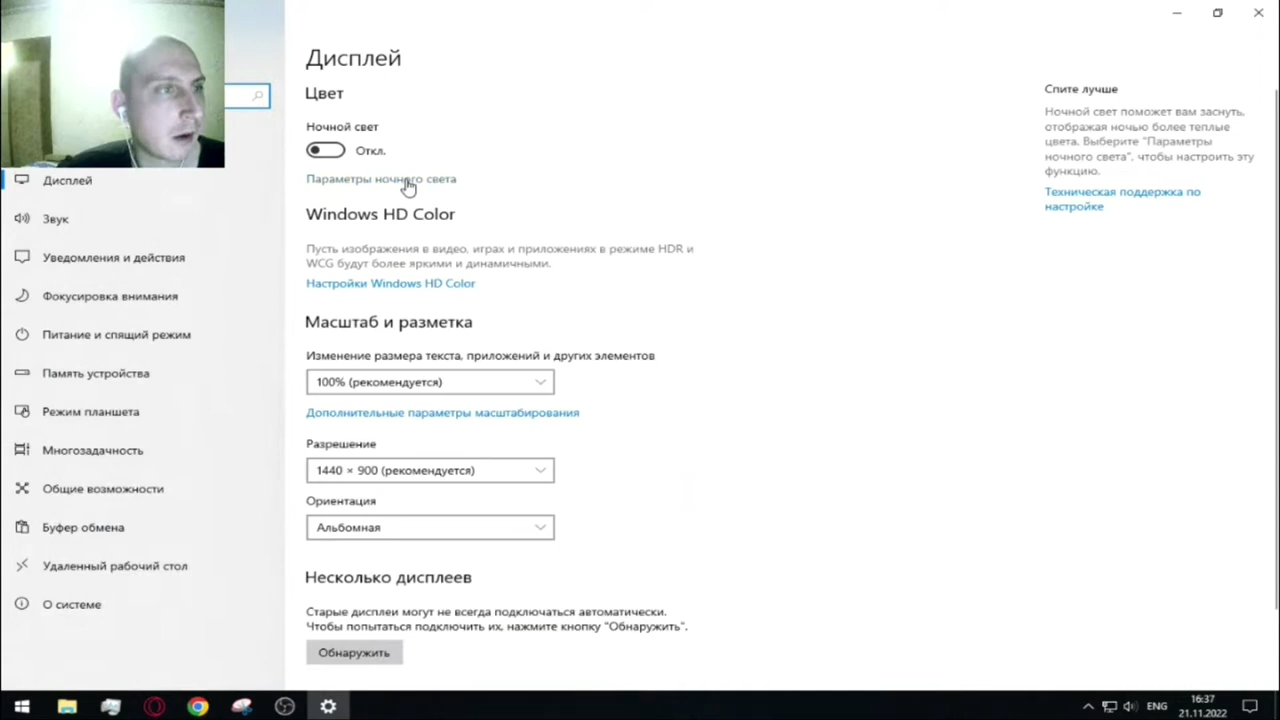 Дисплей
Звук
Уведомления и действия
Фокусировка внимания
Питание и спящий режим
Память устройства
Режим планшета
Многозадачность
Общие возможности
Буфер обмена
Удаленный рабочий стол
О системе
Дисплей
Цвет
Ночной свет
Откл.
Параметры ночного света
Windows HD Color
Пусть изображения в видео, играх и приложениях в режиме HDR и
WCG будут более яркими и динамичными.
Настройки Windows HD Color
Масштаб и разметка
Изменение размера текста, приложений и других элементов
100% (рекомендуется)
Дополнительные параметры масштабирования
Разрешение
1440 × 900 (рекомендуется)
Ориентация
Альбомная
Несколько дисплеев
Старые дисплеи могут не всегда подключаться автоматически.
Чтобы попытаться подключить их, нажмите кнопку "Обнаружить".
Обнаружить
Спите лучше
Ночной свет поможет вам заснуть,
отображая ночью более теплые
цвета. Выберите "Параметры
ночного света", чтобы настроить эту
функцию.
Техническая поддержка по
настройке
ENG
16:37
21.11.2022